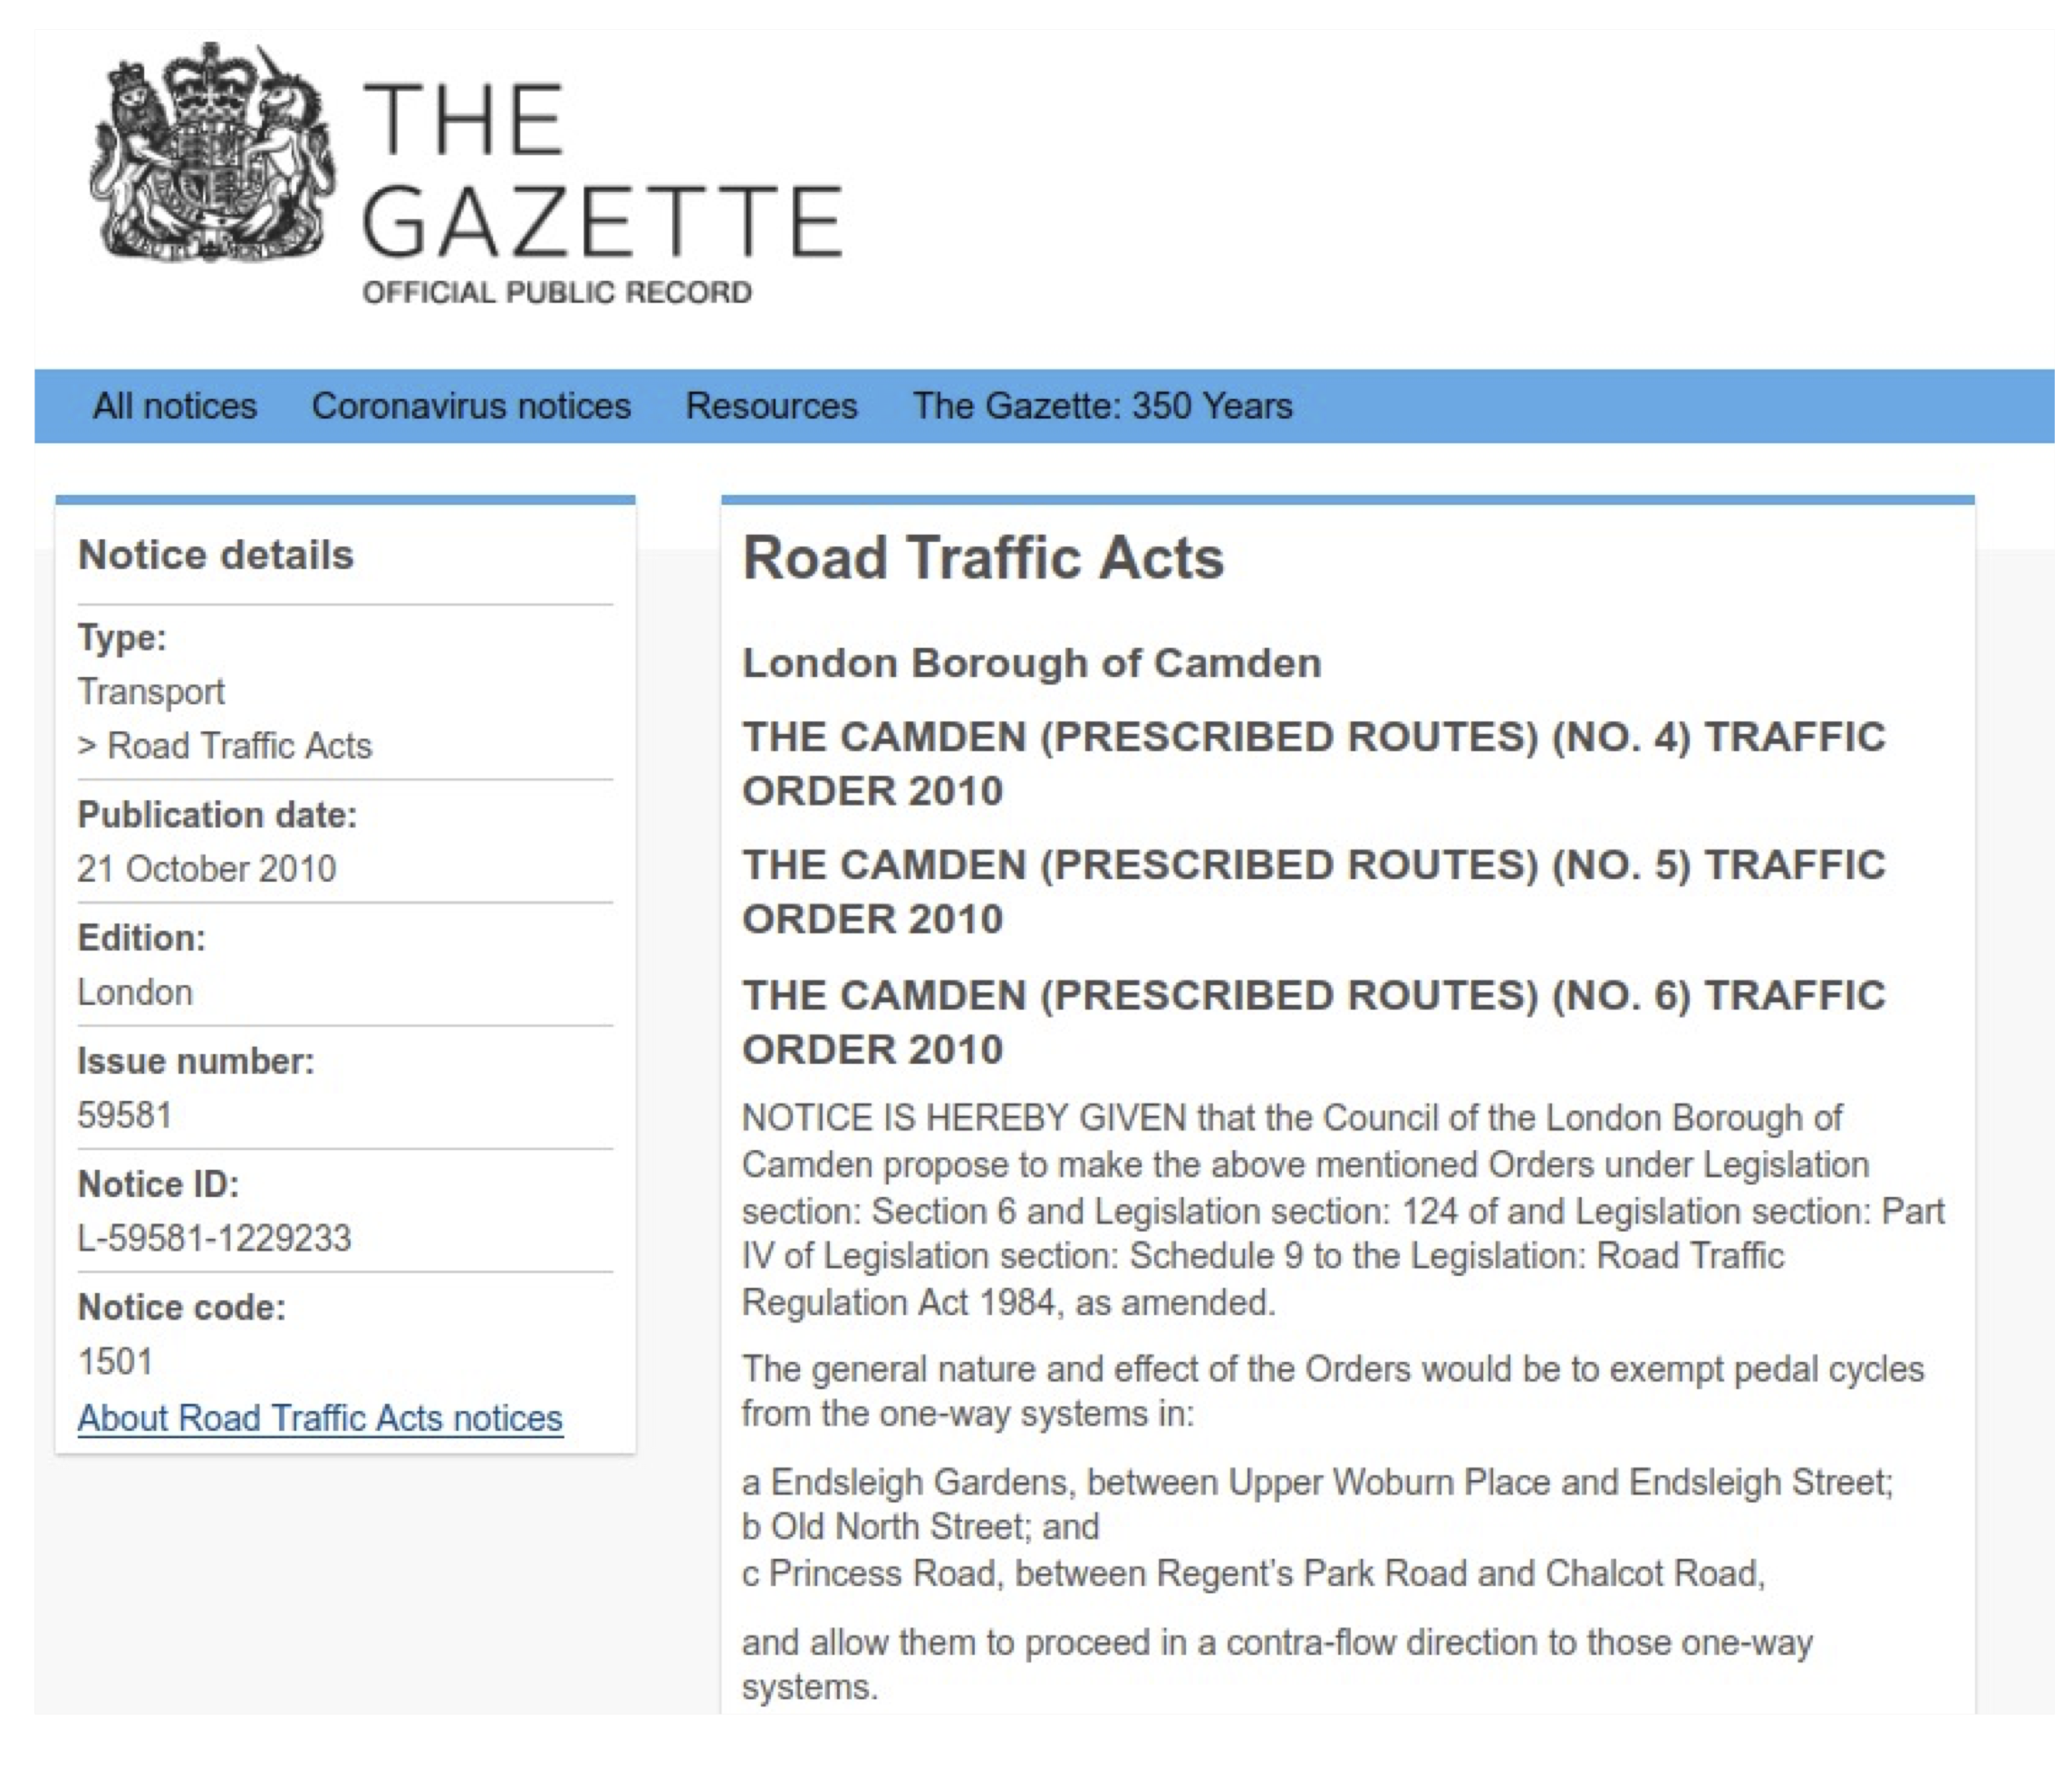 THE
GAZETTE
OFFICIAL PUBLIC RECORD
All notices Coronavirus notices Resources The Gazette: 350 Years
Notice details
Type:
Transport
> Road Traffic Acts
Publication date:
21 October 2010
Edition:
London
Issue number:
59581
Notice ID:
L-59581-1229233
Notice code:
1501
About Road Traffic Acts notices
Road Traffic Acts
London Borough of Camden
THE CAMDEN (PRESCRIBED ROUTES) (NO. 4) TRAFFIC
ORDER 2010
THE CAMDEN (PRESCRIBED ROUTES) (NO. 5) TRAFFIC
ORDER 2010
THE CAMDEN (PRESCRIBED ROUTES) (NO. 6) TRAFFIC
ORDER 2010
NOTICE IS HEREBY GIVEN that the Council of the London Borough of
Camden propose to make the above mentioned Orders under Legislation
section: Section 6 and Legislation section: 124 of and Legislation section: Part
IV of Legislation section: Schedule 9 to the Legislation: Road Traffic
Regulation Act 1984, as amended.
The general nature and effect of the Orders would be to exempt pedal cycles
from the one-way systems in:
a Endsleigh Gardens, between Upper Woburn Place and Endsleigh Street;
b Old North Street; and
c Princess Road, between Regent's Park Road and Chalcot Road,
and allow them to proceed in a contra-flow direction to those one-way
systems.